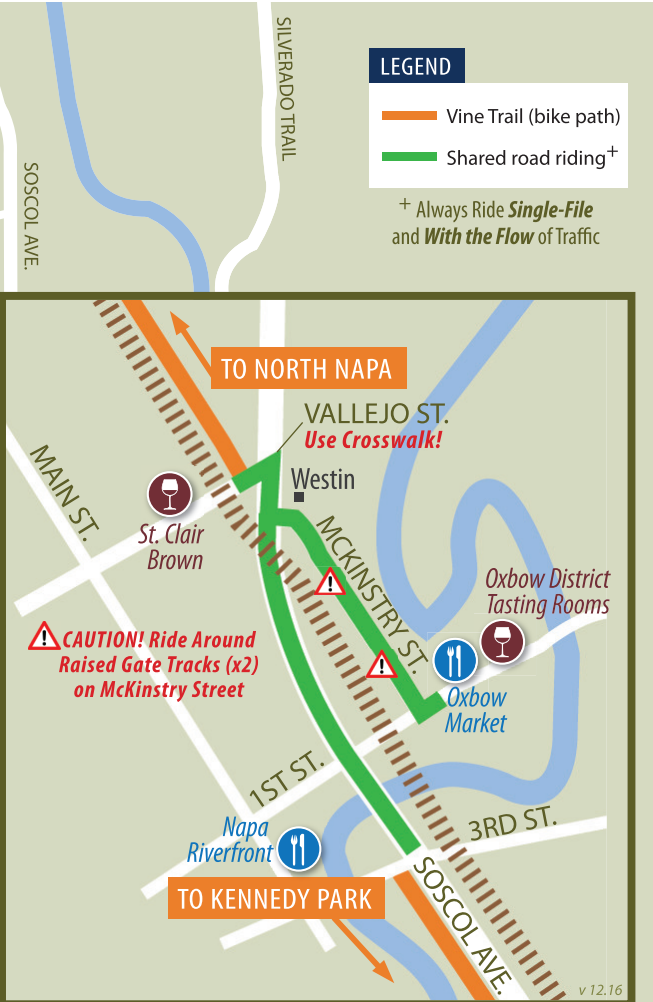 SILVERADO TRAIL
SOSCOL AVE.
LEGEND
Vine Trail (bike path)
Shared road riding+
+ Always Ride Single-File
and With the Flow of Traffic
TO NORTH NAPA
VALLEJO ST.
Use Crosswalk!
Westin
MAIN ST.
St. Clair
Brown
MCKINSTRY ST.
Oxbow District
Tasting Rooms
!
!
! CAUTION! Ride Around
Raised Gate Tracks (x2)
on McKinstry Street
Oxbow
Market
1ST ST.
Napa
Riverfront
3RD ST.
TO KENNEDY PARK
SOSCOL AVE.
v 12.16